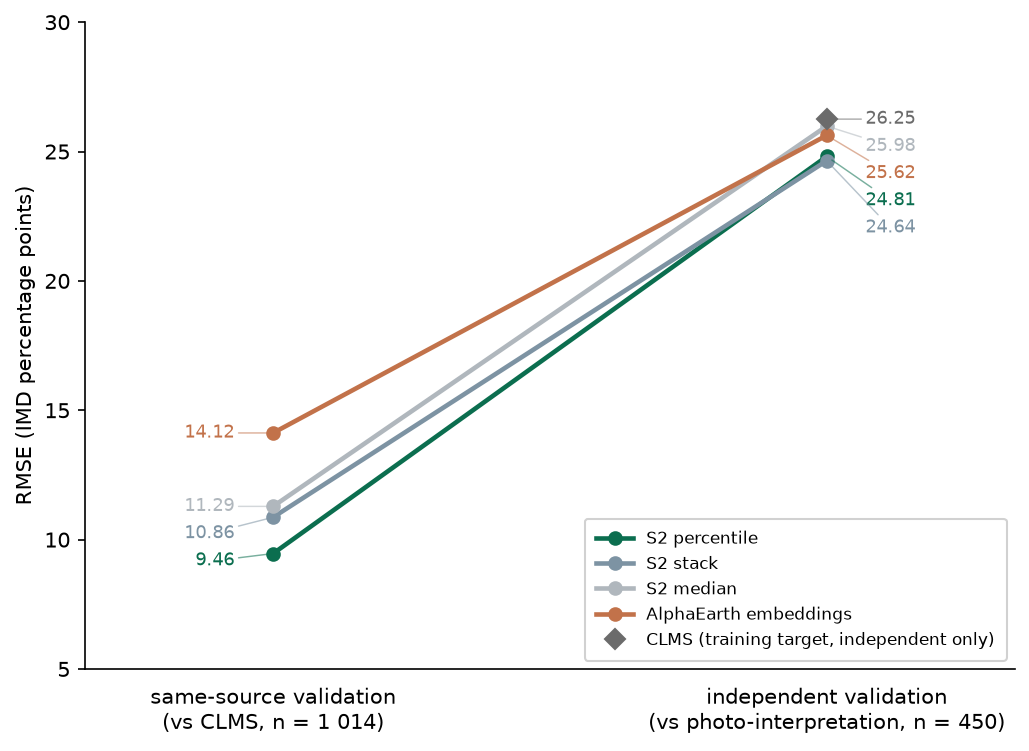 30
25
20
15
10
5
RMSE (IMD percentage points)
14.12
11.29
10.86
9.46
26.25
25.98
25.62
24.81
24.64
S2 percentile
S2 stack
S2 median
AlphaEarth embeddings
CLMS (training target, independent only)
same-source validation
(vs CLMS, n = 1 014)
independent validation
(vs photo-interpretation, n = 450)